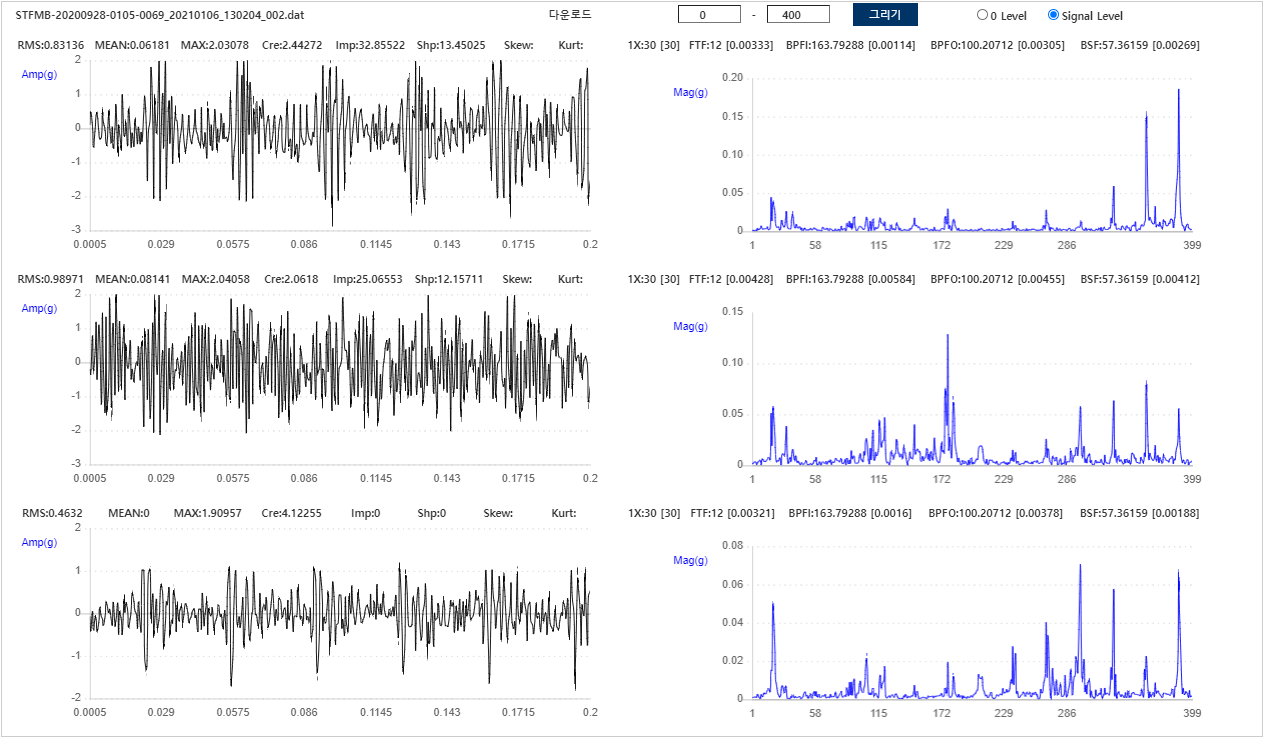 STFMB-20200928-0105-0069_20210106_130204_002.dat 다운로드 0 - 400 그리기 0 Level Signal Level
RMS:0.83136 MEAN:0.06181 MAX:2.03078 Cre:2.44272 Imp:32.85522 Shp:13.45025 Skew: Kurt:
Amp(g)
2
1
0
-1
-2
-3
0.0005 0.029 0.0575 0.086 0.1145 0.143 0.1715 0.2
1X:30 [30] FTF:12 [0.00333] BPFI:163.79288 [0.00114] BPFO:100.20712 [0.00305] BSF:57.36159 [0.00269]
Mag(g)
0.20
0.15
0.10
0.05
0
1 58 115 172 229 286 399
RMS:0.98971 MEAN:0.08141 MAX:2.04058 Cre:2.0618 Imp:25.06553 Shp:12.15711 Skew: Kurt:
Amp(g)
2
1
0
-1
-2
-3
0.0005 0.029 0.0575 0.086 0.1145 0.143 0.1715 0.2
1X:30 [30] FTF:12 [0.00428] BPFI:163.79288 [0.00584] BPFO:100.20712 [0.00455] BSF:57.36159 [0.00412]
Mag(g)
0.15
0.10
0.05
0
1 58 115 172 229 286 399
RMS:0.4632 MEAN:0 MAX:1.90957 Cre:4.12255 Imp:0 Shp:0 Skew: Kurt:
Amp(g)
2
1
0
-1
-2
0.0005 0.029 0.0575 0.086 0.1145 0.143 0.1715 0.2
1X:30 [30] FTF:12 [0.00321] BPFI:163.79288 [0.0016] BPFO:100.20712 [0.00378] BSF:57.36159 [0.00188]
Mag(g)
0.08
0.06
0.04
0.02
0
1 58 115 172 229 286 399